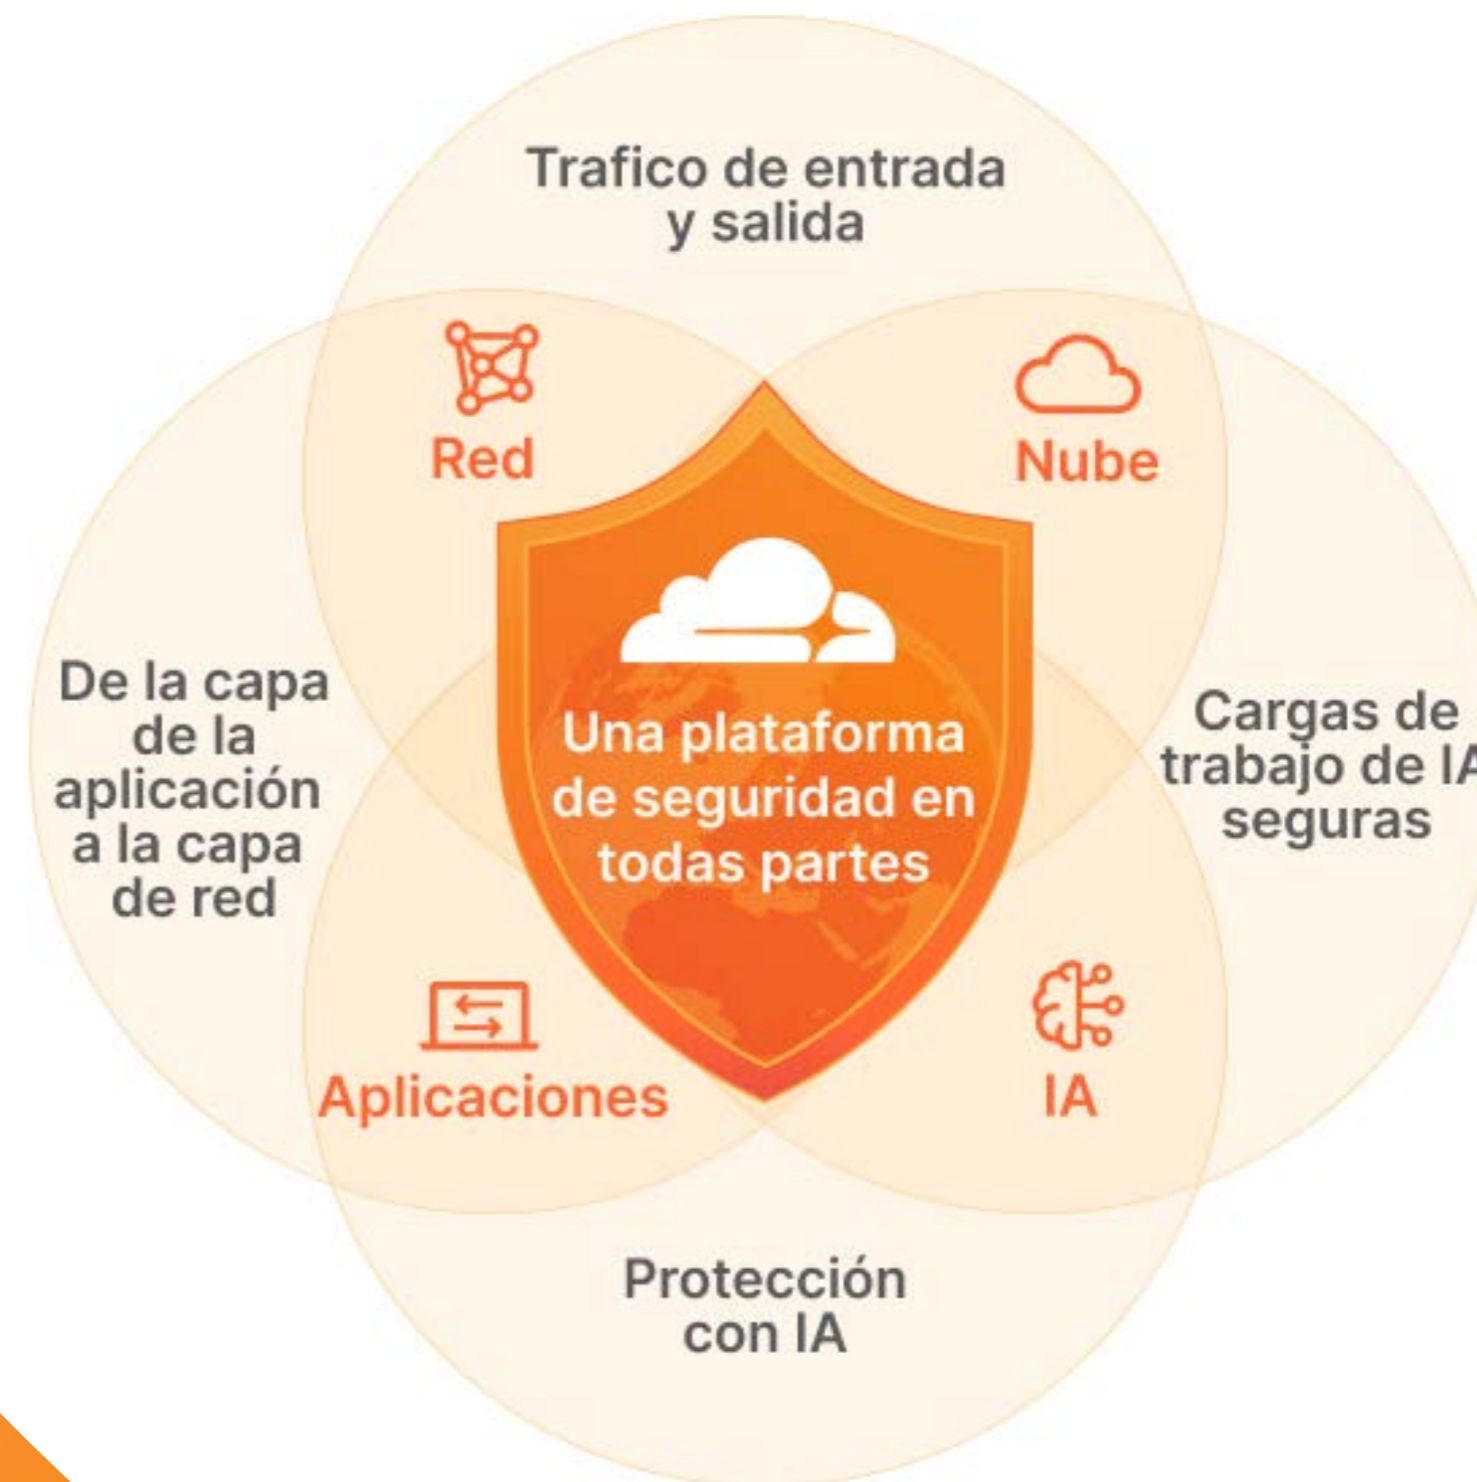 Trafico de entrada
y salida
Red
Nube
De la capa
de la
aplicación
a la capa
de red
Una plataforma
de seguridad en
todas partes
Cargas de
trabajo de IA
seguras
Aplicaciones
IA
Protección
con IA